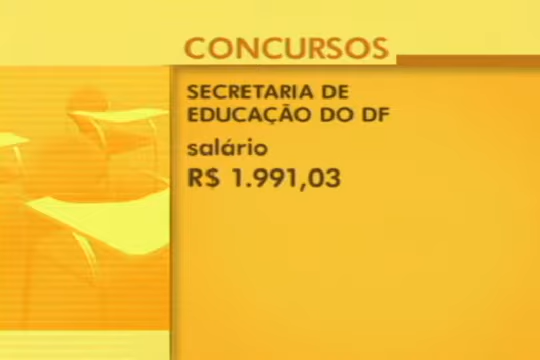 CONCURSOS
SECRETARIA DE
EDUCAÇÃO DO DF
salário
R$ 1.991,03